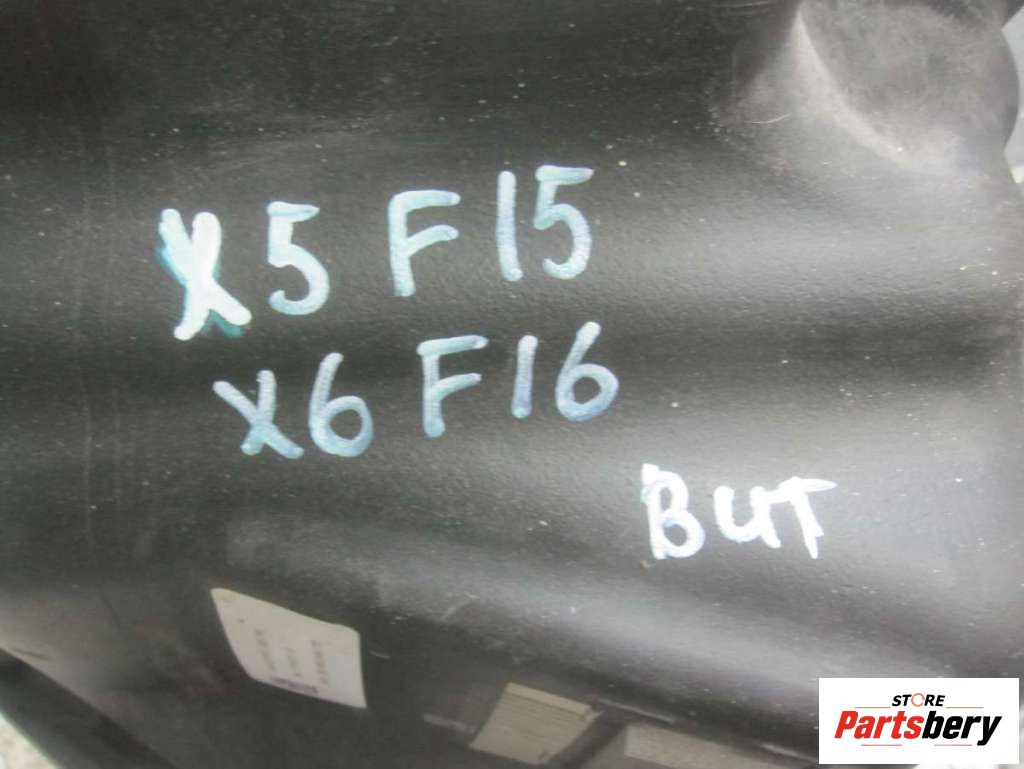 X5 F15
X6 F16
BUT
STORE
Partsbery